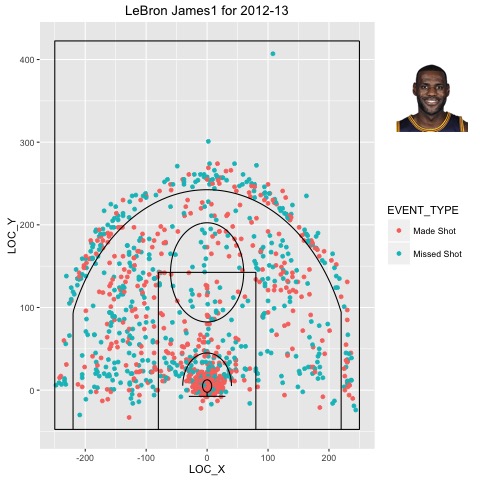 LeBron James1 for 2012-13
400
300
200
100
0
LOC_Y
-200 -100 0 100 200
LOC_X
EVENT_TYPE
Made Shot
Missed Shot